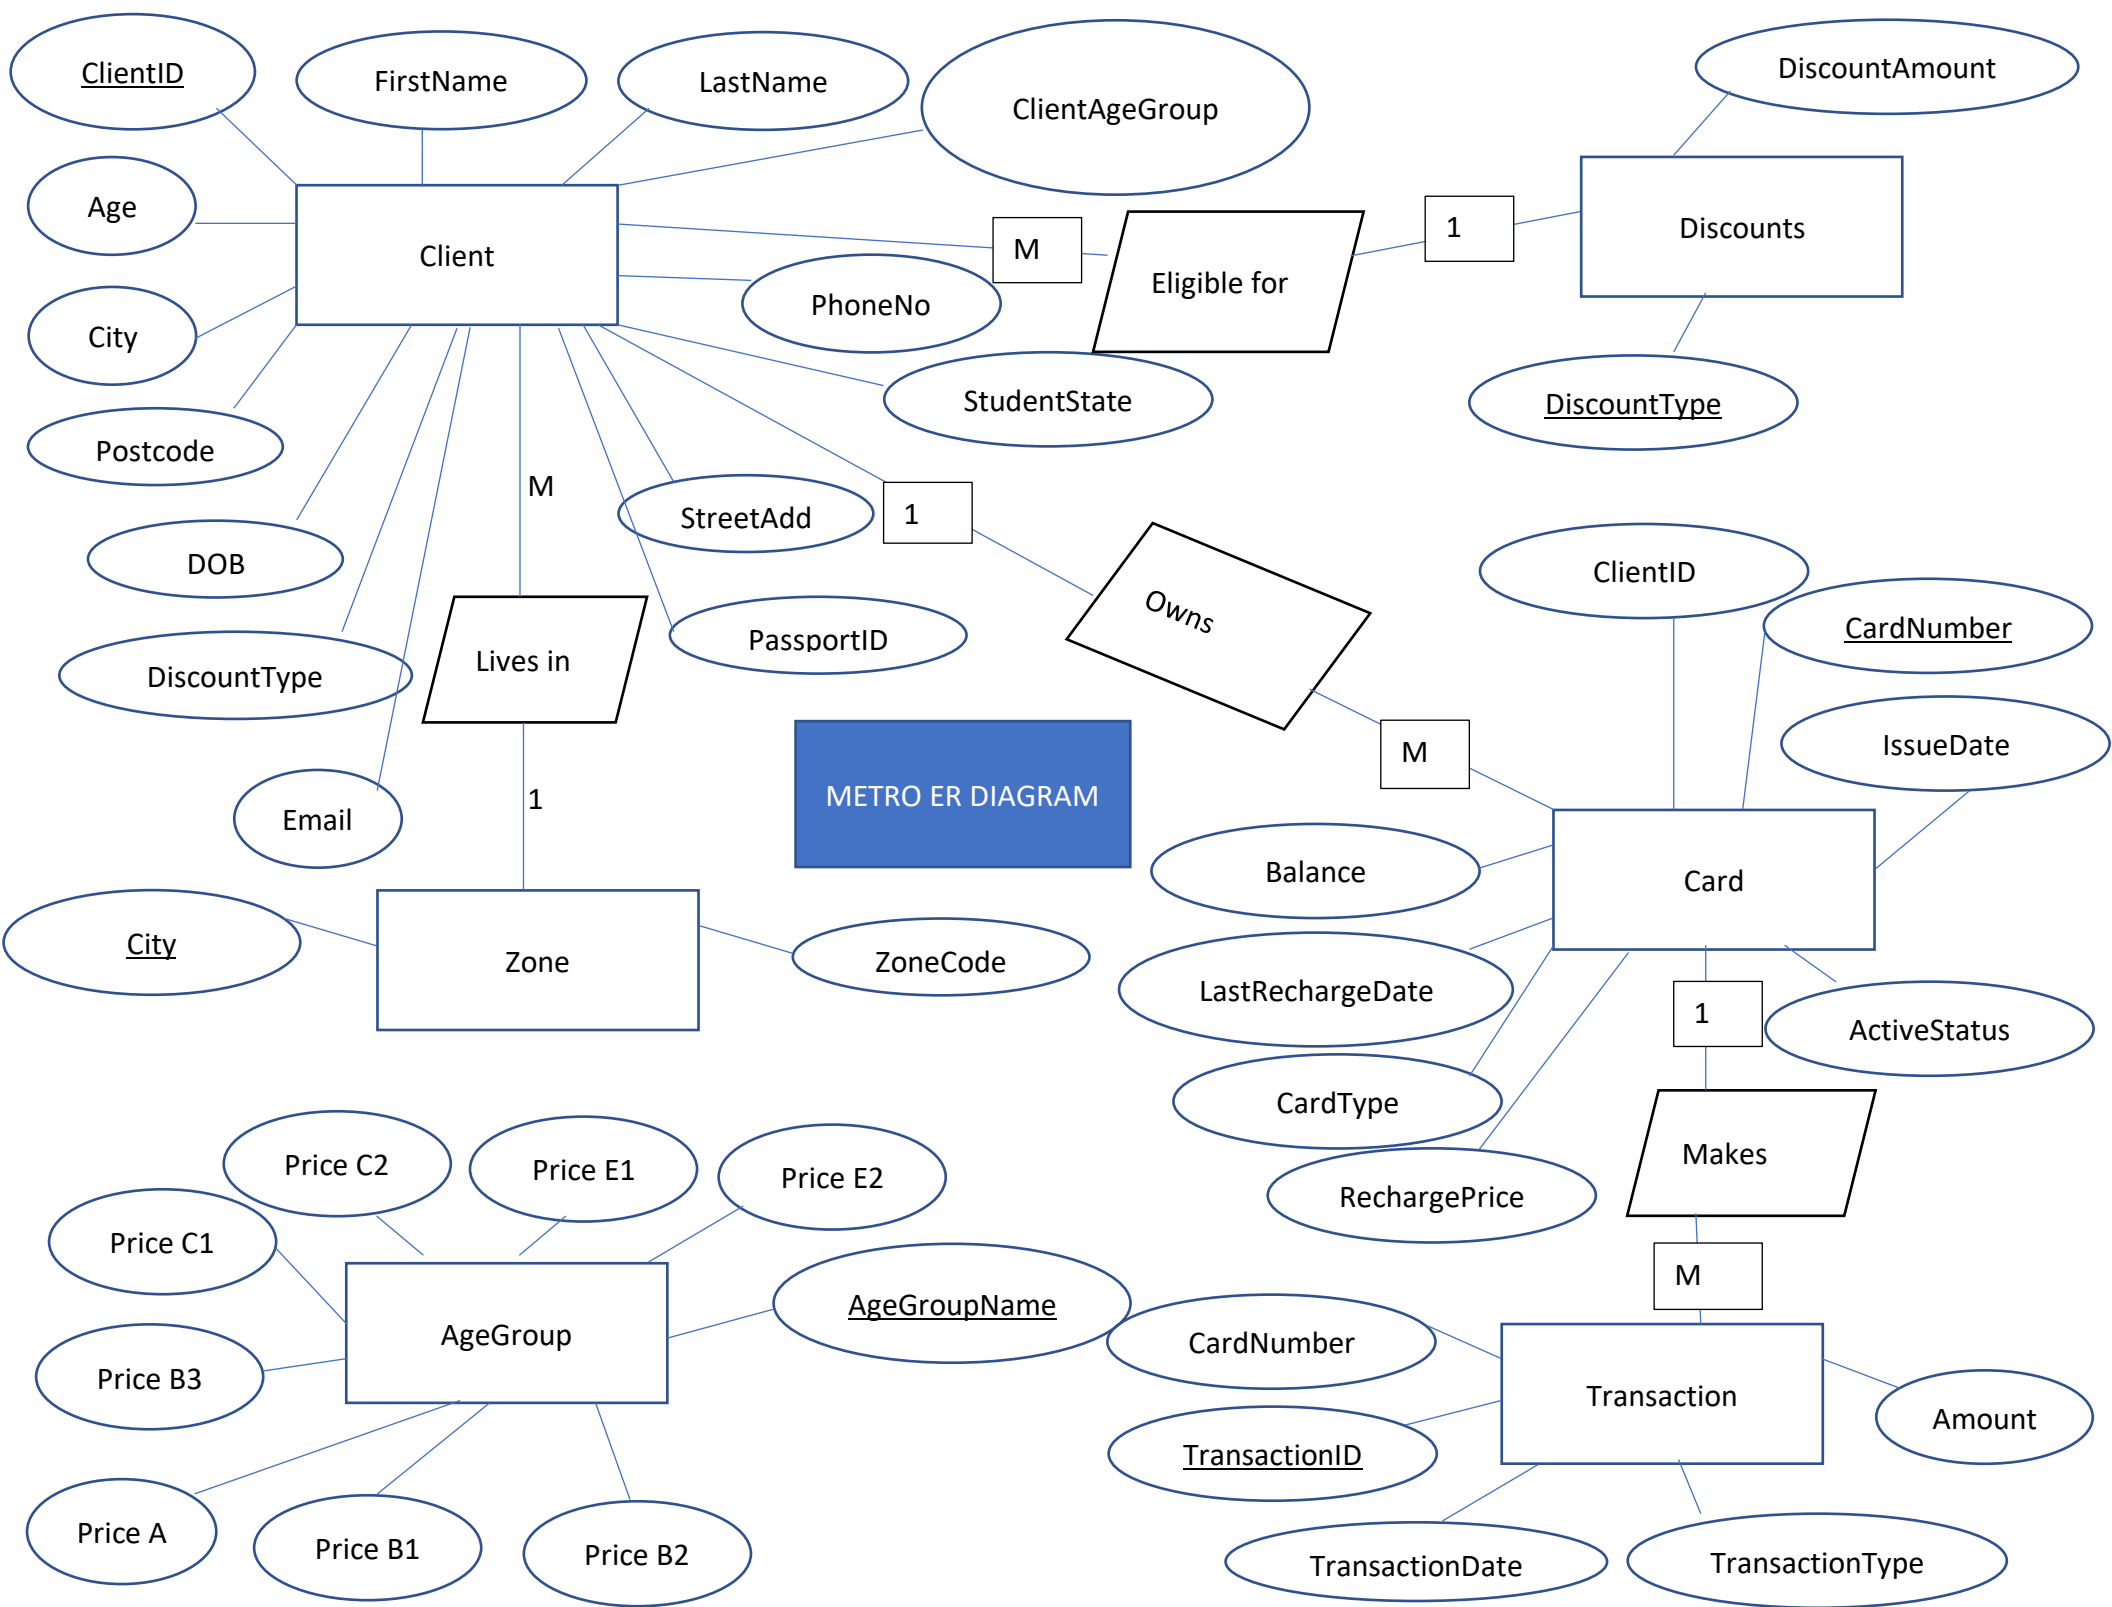 ClientID
FirstName
LastName
ClientAgeGroup
DiscountAmount
Age
Client
M
Eligible for
1
Discounts
City
PhoneNo
Postcode
StudentState
DiscountType
M
StreetAdd
1
DOB
Owns
ClientID
CardNumber
DiscountType
Lives in
PassportID
IssueDate
M
METRO ER DIAGRAM
Email
1
Balance
Card
City
Zone
ZoneCode
LastRechargeDate
1
ActiveStatus
CardType
Price C2
Price E1
Price E2
Makes
RechargePrice
Price C1
M
AgeGroup
AgeGroupName
CardNumber
Price B3
Transaction
Amount
TransactionID
Price A
Price B1
Price B2
TransactionDate
TransactionType